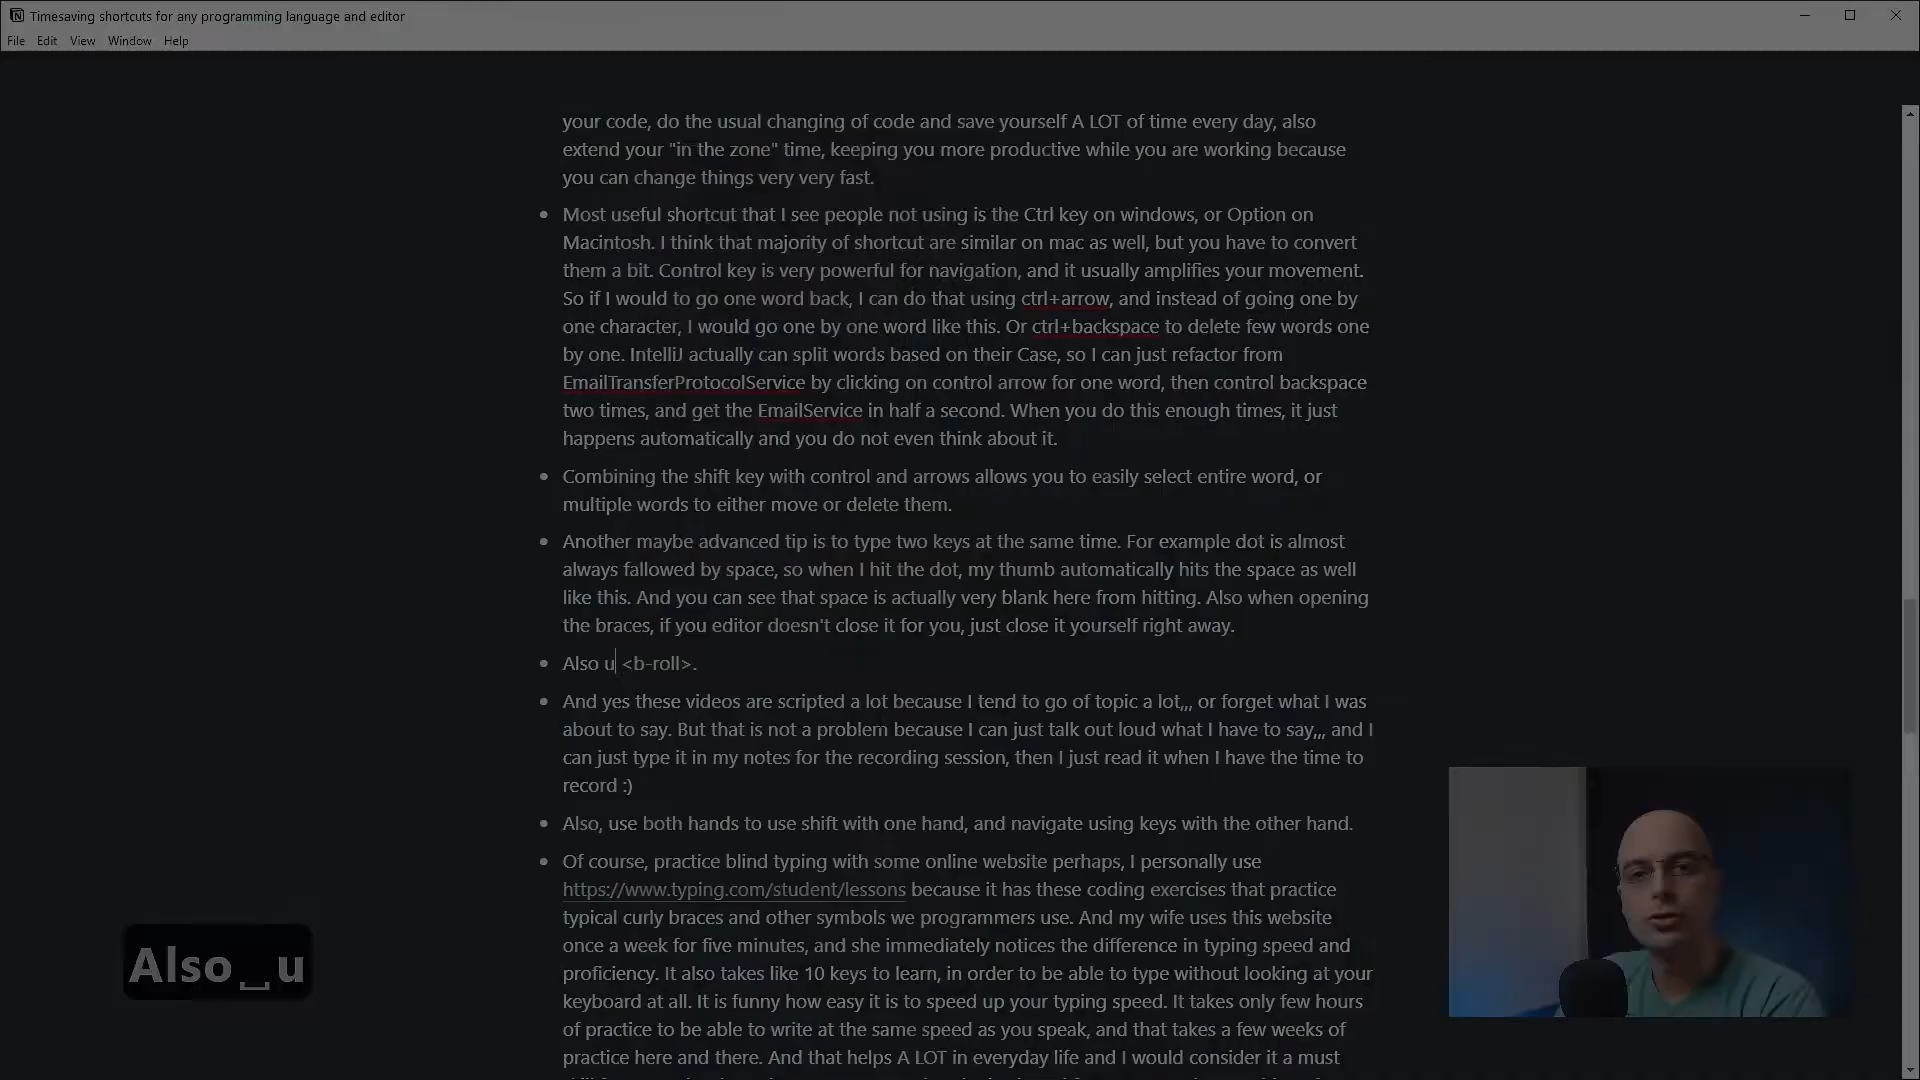 Timesaving shortcuts for any programming language and editor
File Edit View Window Help
your code, do the usual changing of code and save yourself A LOT of time every day, also
extend your "in the zone" time, keeping you more productive while you are working because
you can change things very very fast.
Most useful shortcut that I see people not using is the Ctrl key on windows, or Option on
Macintosh. I think that majority of shortcut are similar on mac as well, but you have to convert
them a bit. Control key is very powerful for navigation, and it usually amplifies your movement.
So if I would to go one word back, I can do that using ctrl+arrow, and instead of going one by
one character, I would go one by one word like this. Or ctrl+backspace to delete few words one
by one. IntelliJ actually can split words based on their Case, so I can just refactor from
EmailTransferProtocolService by clicking on control arrow for one word, then control backspace
two times, and get the EmailService in half a second. When you do this enough times, it just
happens automatically and you do not even think about it.
Combining the shift key with control and arrows allows you to easily select entire word, or
multiple words to either move or delete them.
Another maybe advanced tip is to type two keys at the same time. For example dot is almost
always fallowed by space, so when I hit the dot, my thumb automatically hits the space as well
like this. And you can see that space is actually very blank here from hitting. Also when opening
the braces, if you editor doesn't close it for you, just close it yourself right away.
Also u <b-roll>.
And yes these videos are scripted a lot because I tend to go of topic a lot,,, or forget what I was
about to say. But that is not a problem because I can just talk out loud what I have to say,,, and I
can just type it in my notes for the recording session, then I just read it when I have the time to
record :)
Also, use both hands to use shift with one hand, and navigate using keys with the other hand.
Of course, practice blind typing with some online website perhaps, I personally use
https://www.typing.com/student/lessons because it has these coding exercises that practice
typical curly braces and other symbols we programmers use. And my wife uses this website
once a week for five minutes, and she immediately notices the difference in typing speed and
proficiency. It also takes like 10 keys to learn, in order to be able to type without looking at your
keyboard at all. It is funny how easy it is to speed up your typing speed. It takes only few hours
of practice to be able to write at the same speed as you speak, and that takes a few weeks of
practice here and there. And that helps A LOT in everyday life and I would consider it a must
Also ⎵u